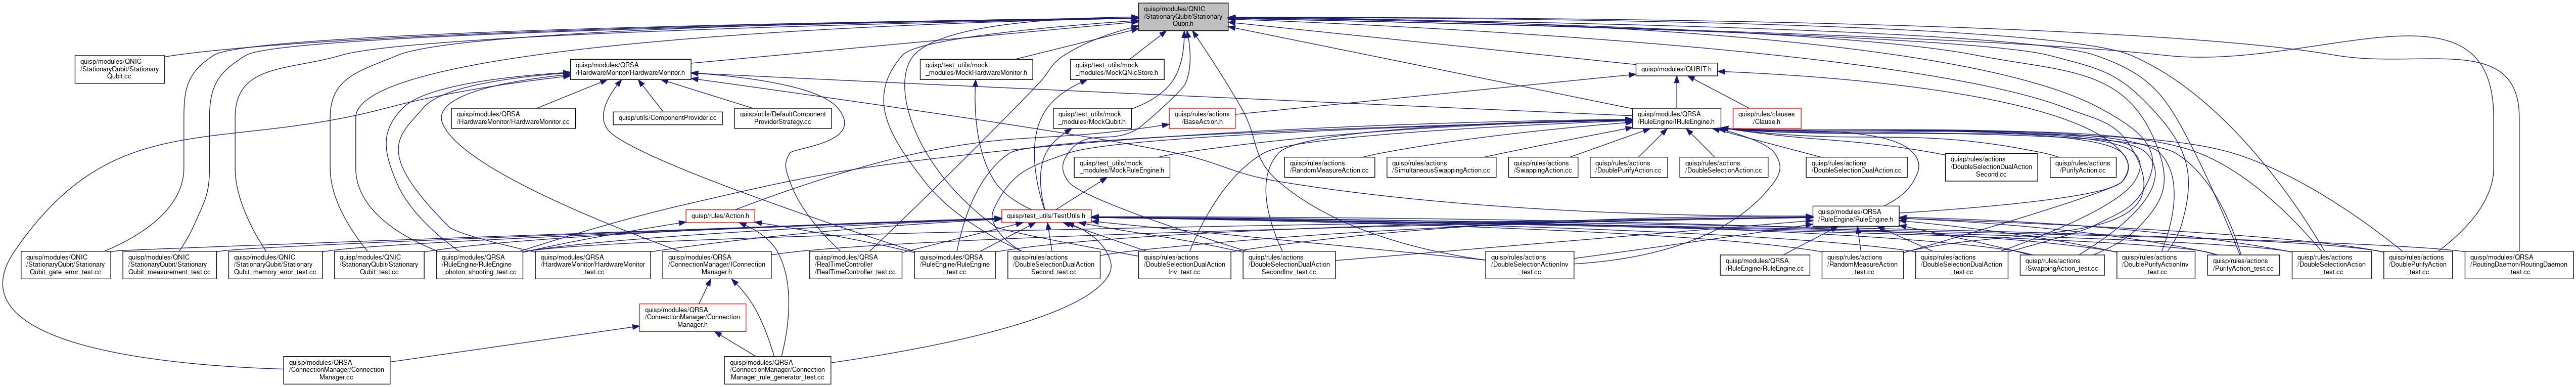 quisp/modules/QNIC
/StationaryQubit/Stationary
Qubit.h
quisp/modules/QNIC
/StationaryQubit/Stationary
Qubit.cc
quisp/modules/QRSA
/HardwareMonitor/HardwareMonitor.h
quisp/test_utils/mock
_modules/MockHardwareMonitor.h
quisp/test_utils/mock
_modules/MockQNicStore.h
quisp/modules/QUBIT.h
quisp/modules/QRSA
/HardwareMonitor/HardwareMonitor.cc
quisp/utils/ComponentProvider.cc
quisp/utils/DefaultComponent
ProviderStrategy.cc
quisp/test_utils/mock
_modules/MockQubit.h
quisp/rules/actions
/BaseAction.h
quisp/modules/QRSA
/RuleEngine/IRuleEngine.h
quisp/rules/clauses
/Clause.h
quisp/test_utils/mock
_modules/MockRuleEngine.h
quisp/rules/actions
/RandomMeasureAction.cc
quisp/rules/actions
/SimultaneousSwappingAction.cc
quisp/rules/actions
/SwappingAction.cc
quisp/rules/actions
/DoublePurifyAction.cc
quisp/rules/actions
/DoubleSelectionAction.cc
quisp/rules/actions
/DoubleSelectionDualAction.cc
quisp/rules/actions
/DoubleSelectionDualAction
Second.cc
quisp/rules/actions
/PurifyAction.cc
quisp/rules/Action.h
quisp/test_utils/TestUtils.h
quisp/modules/QRSA
/RuleEngine/RuleEngine.h
quisp/modules/QNIC
/StationaryQubit/Stationary
Qubit_gate_error_test.cc
quisp/modules/QNIC
/StationaryQubit/Stationary
Qubit_measurement_test.cc
quisp/modules/QNIC
/StationaryQubit/Stationary
Qubit_memory_error_test.cc
quisp/modules/QNIC
/StationaryQubit/Stationary
Qubit_test.cc
quisp/modules/QRSA
/RuleEngine/RuleEngine
_photon_shooting_test.cc
quisp/modules/QRSA
/HardwareMonitor/HardwareMonitor
_test.cc
quisp/modules/QRSA
/ConnectionManager/IConnection
Manager.h
quisp/modules/QRSA
/RealTimeController
/RealTimeController_test.cc
quisp/modules/QRSA
/RuleEngine/RuleEngine
_test.cc
quisp/rules/actions
/DoubleSelectionDualAction
Second_test.cc
quisp/rules/actions
/DoubleSelectionDualAction
Inv_test.cc
quisp/rules/actions
/DoubleSelectionDualAction
SecondInv_test.cc
quisp/rules/actions
/DoubleSelectionActionInv
_test.cc
quisp/modules/QRSA
/RuleEngine/RuleEngine.cc
quisp/rules/actions
/RandomMeasureAction
_test.cc
quisp/rules/actions
/DoubleSelectionDualAction
_test.cc
quisp/rules/actions
/SwappingAction_test.cc
quisp/rules/actions
/DoublePurifyActionInv
_test.cc
quisp/rules/actions
/PurifyAction_test.cc
quisp/rules/actions
/DoubleSelectionAction
_test.cc
quisp/rules/actions
/DoublePurifyAction
_test.cc
quisp/modules/QRSA
/RoutingDaemon/RoutingDaemon
_test.cc
quisp/modules/QRSA
/ConnectionManager/Connection
Manager.h
quisp/modules/QRSA
/ConnectionManager/Connection
Manager.cc
quisp/modules/QRSA
/ConnectionManager/Connection
Manager_rule_generator_test.cc